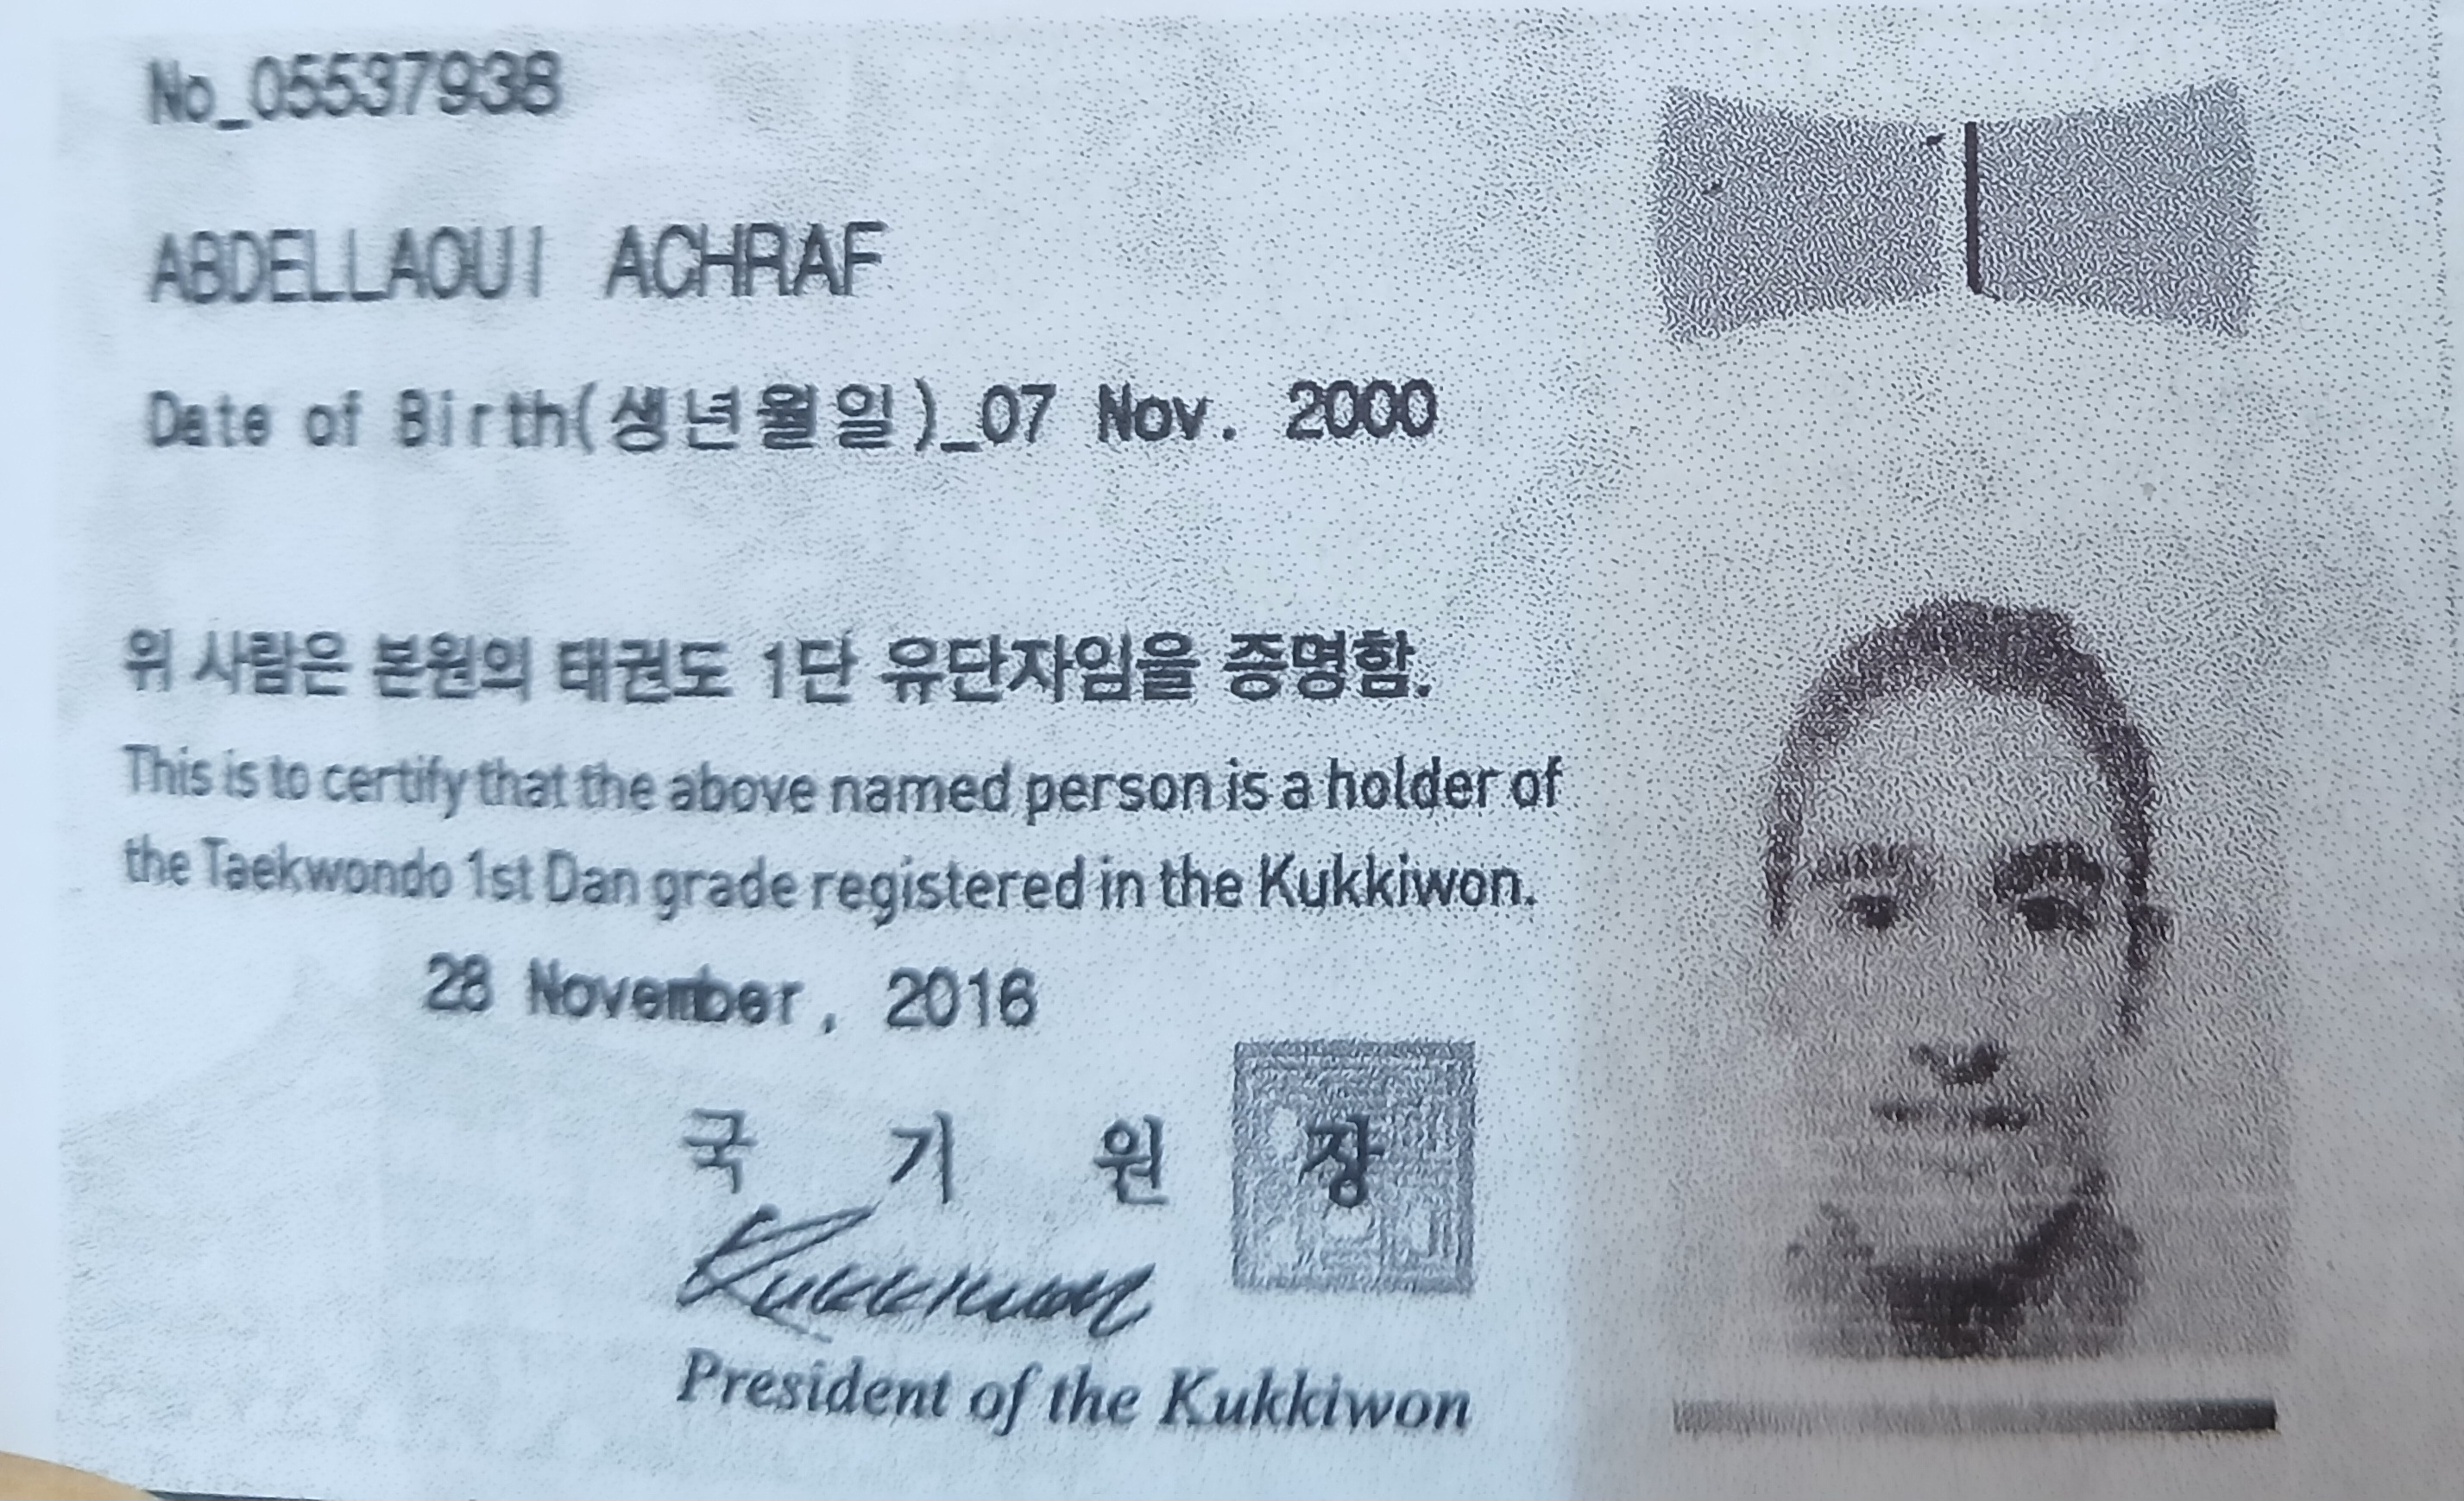 No_05537938
ABDELLAOUI ACHRAF
Date of Birth(생년월일)_07 Nov. 2000
위 사람은 본원의 태권도 1단 유단자임을 증명함.
This is to certify that the above named person is a holder of
the Taekwondo 1st Dan grade registered in the Kukkiwon.
28 November, 2016
국 기 원 장
Kukkiwon
President of the Kukkiwon